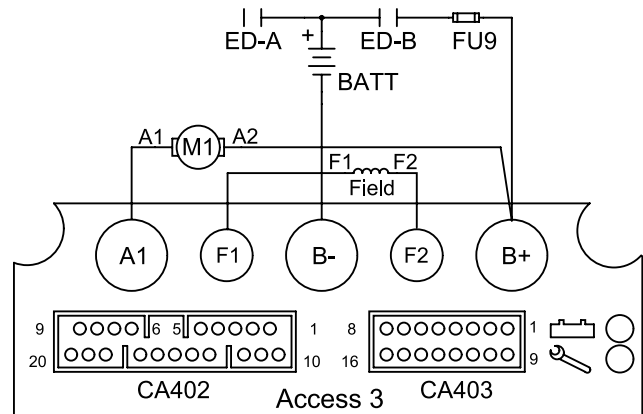 +
ED-A ED-B FU9
BATT
A1 M1 A2
F1 F2
Field
A1 F1 B- F2 B+
9 6 5 1 8 1
20 10 16 9
CA402 CA403
Access 3